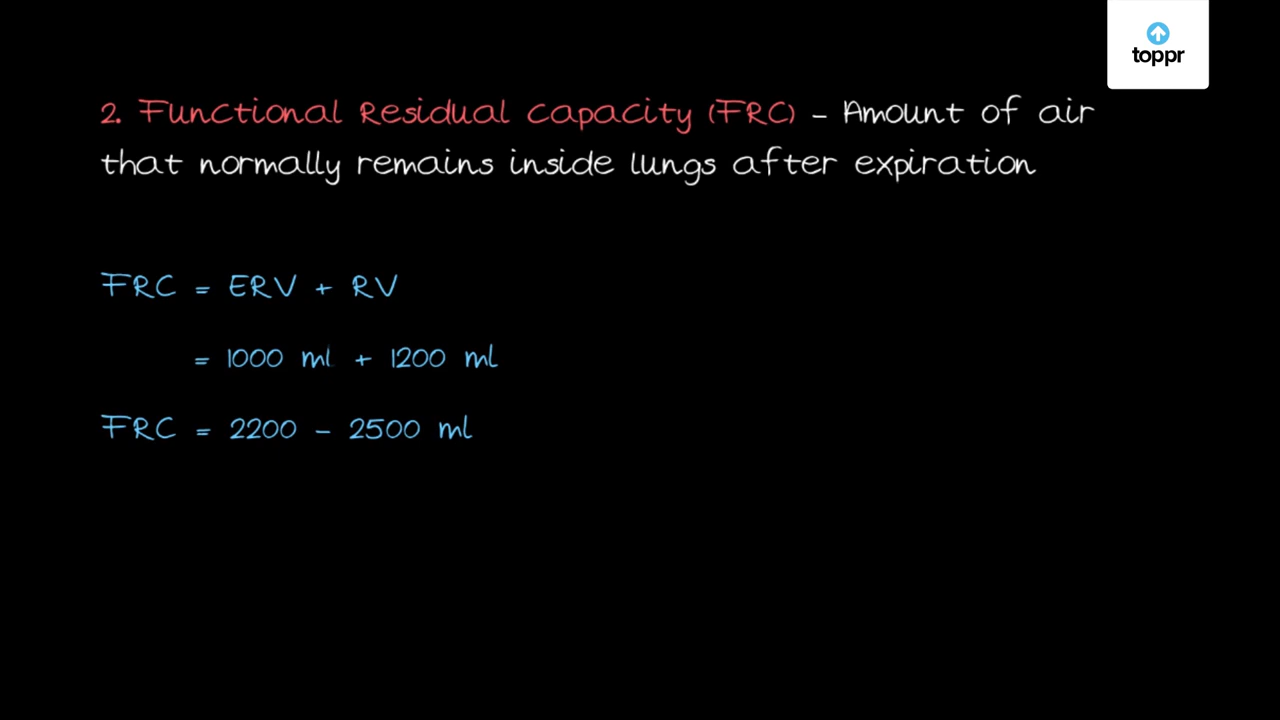 toppr
2. Functional Residual Capacity (FRC) – Amount of air
that normally remains inside lungs after expiration
FRC = ERV + RV
= 1000 ml + 1200 ml
FRC = 2200 – 2500 ml